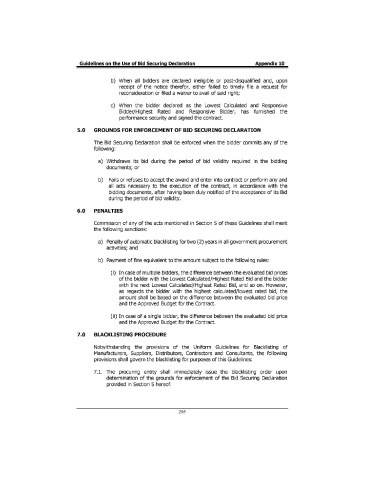 Guidelines on the Use of Bid Securing Declaration Appendix 10
b) When all bidders are declared ineligible or post-disqualified and, upon
receipt of the notice therefor, either failed to timely file a request for
reconsideration or filed a waiver to avail of said right;
c) When the bidder declared as the Lowest Calculated and Responsive
Bidder/Highest Rated and Responsive Bidder, has furnished the
performance security and signed the contract.
5.0 GROUNDS FOR ENFORCEMENT OF BID SECURING DECLARATION
The Bid Securing Declaration shall be enforced when the bidder commits any of the
following:
a) Withdraws its bid during the period of bid validity required in the bidding
documents; or
b) Fails or refuses to accept the award and enter into contract or perform any and
all acts necessary to the execution of the contract, in accordance with the
bidding documents, after having been duly notified of the acceptance of its Bid
during the period of bid validity.
6.0 PENALTIES
Commission of any of the acts mentioned in Section 5 of these Guidelines shall merit
the following sanctions:
a) Penalty of automatic blacklisting for two (2) years in all government procurement
activities; and
b) Payment of fine equivalent to the amount subject to the following rules:
(i) In case of multiple bidders, the difference between the evaluated bid prices
of the bidder with the Lowest Calculated/Highest Rated Bid and the bidder
with the next Lowest Calculated/Highest Rated Bid, and so on. However,
as regards the bidder with the highest calculated/lowest rated bid, the
amount shall be based on the difference between the evaluated bid price
and the Approved Budget for the Contract.
(ii) In case of a single bidder, the difference between the evaluated bid price
and the Approved Budget for the Contract.
7.0 BLACKLISTING PROCEDURE
Notwithstanding the provisions of the Uniform Guidelines for Blacklisting of
Manufacturers, Suppliers, Distributors, Contractors and Consultants, the following
provisions shall govern the blacklisting for purposes of this Guidelines:
7.1. The procuring entity shall immediately issue the blacklisting order upon
determination of the grounds for enforcement of the Bid Securing Declaration
provided in Section 5 hereof.